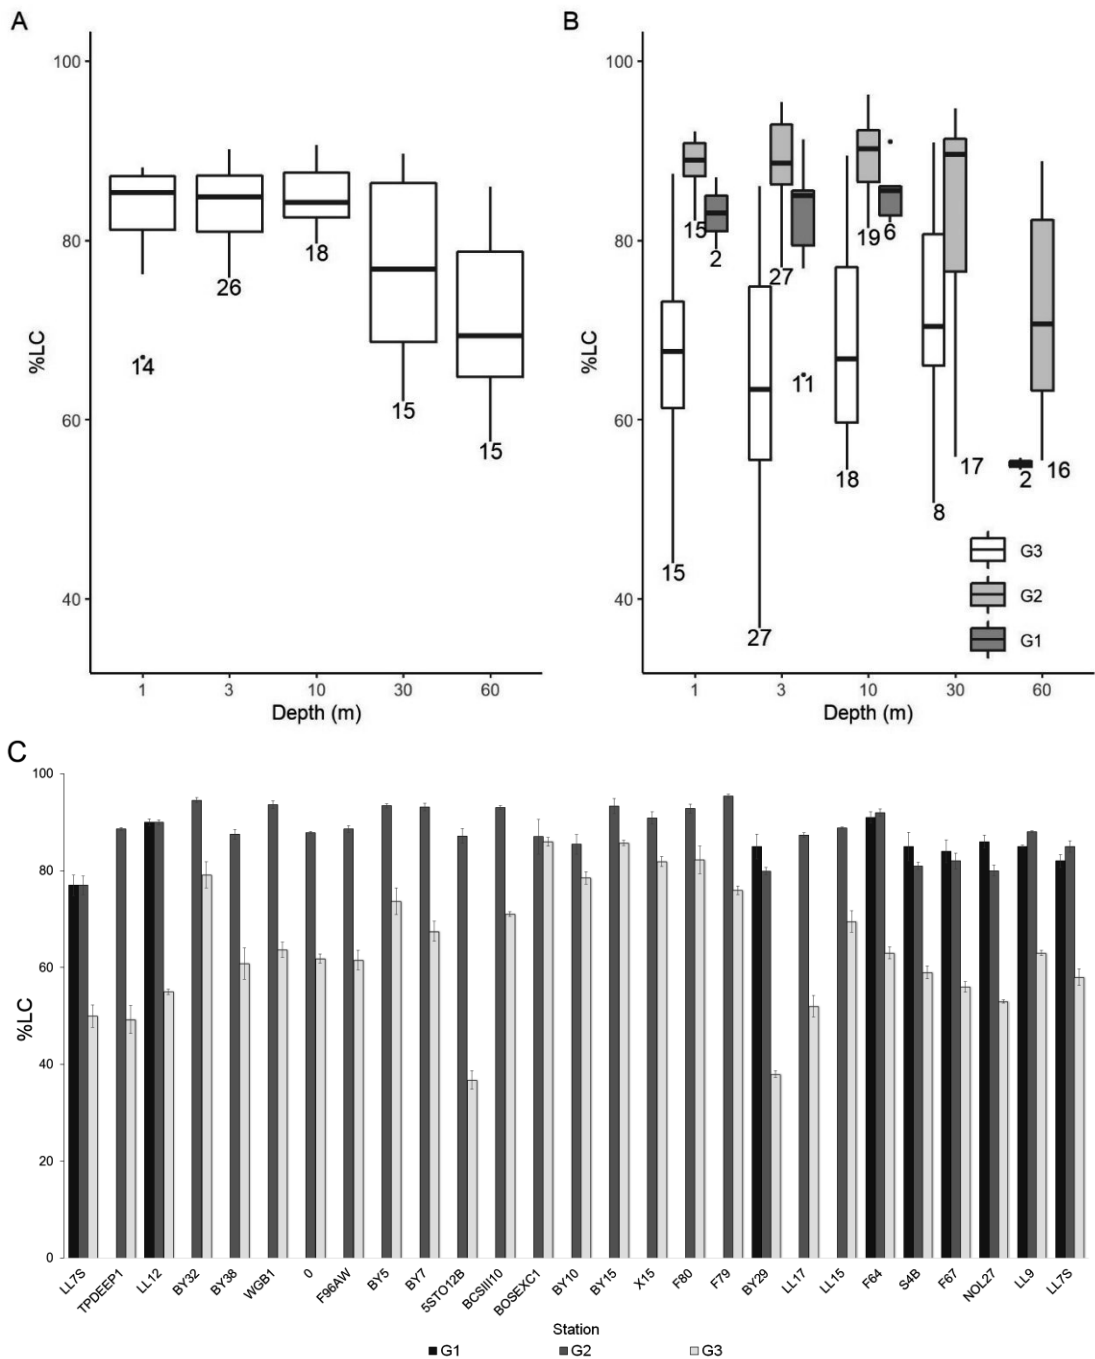 A
100
80
60
40
%LC
14
26
18
15
15
1 3 10 30 60
Depth (m)
B
100
80
60
40
%LC
15
2
27
11
19
6
15
27
18
8
17
2
16
G3
G2
G1
1 3 10 30 60
Depth (m)
C
100
80
60
40
20
0
%LC
LL7S TPDEEP1 LL12 BY32 BY38 WGB1 0 F96AW BY5 BY7 5STO12B BCSIII10 BOSEXC1 BY10 BY15 X15 F80 F79 BY29 LL17 LL15 F64 S4B F67 NOL27 LL9 LL7S
Station
G1 G2 G3